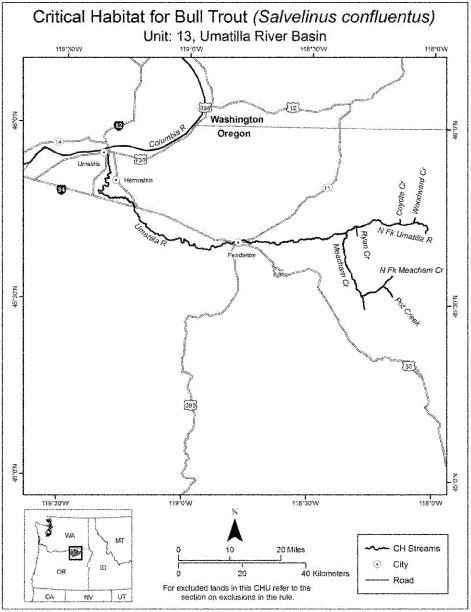 Critical Habitat for Bull Trout (Salvelinus confluentus)
Unit: 13, Umatilla River Basin
119°30'W
119°0'W
118°30'W
118°0'W
46°0'N
46°0'N
82
395
12
Washington
Oregon
Columbia R
730
Umatilla
Hermiston
84
11
Umatilla R
Pendleton
Coyote Cr
Woodward Cr
N Fk Umatilla R
Ryan Cr
Meacham Cr
N Fk Meacham Cr
Pot Creek
45°30'N
45°30'N
30
395
45°0'N
45°0'N
119°30'W
119°0'W
118°30'W
118°0'W
WA
MT
OR
ID
CA
NV
UT
N
0 10 20 Miles
0 20 40 Kilometers
For excluded lands in this CHU refer to the
section on exclusions in the rule.
CH Streams
City
Road